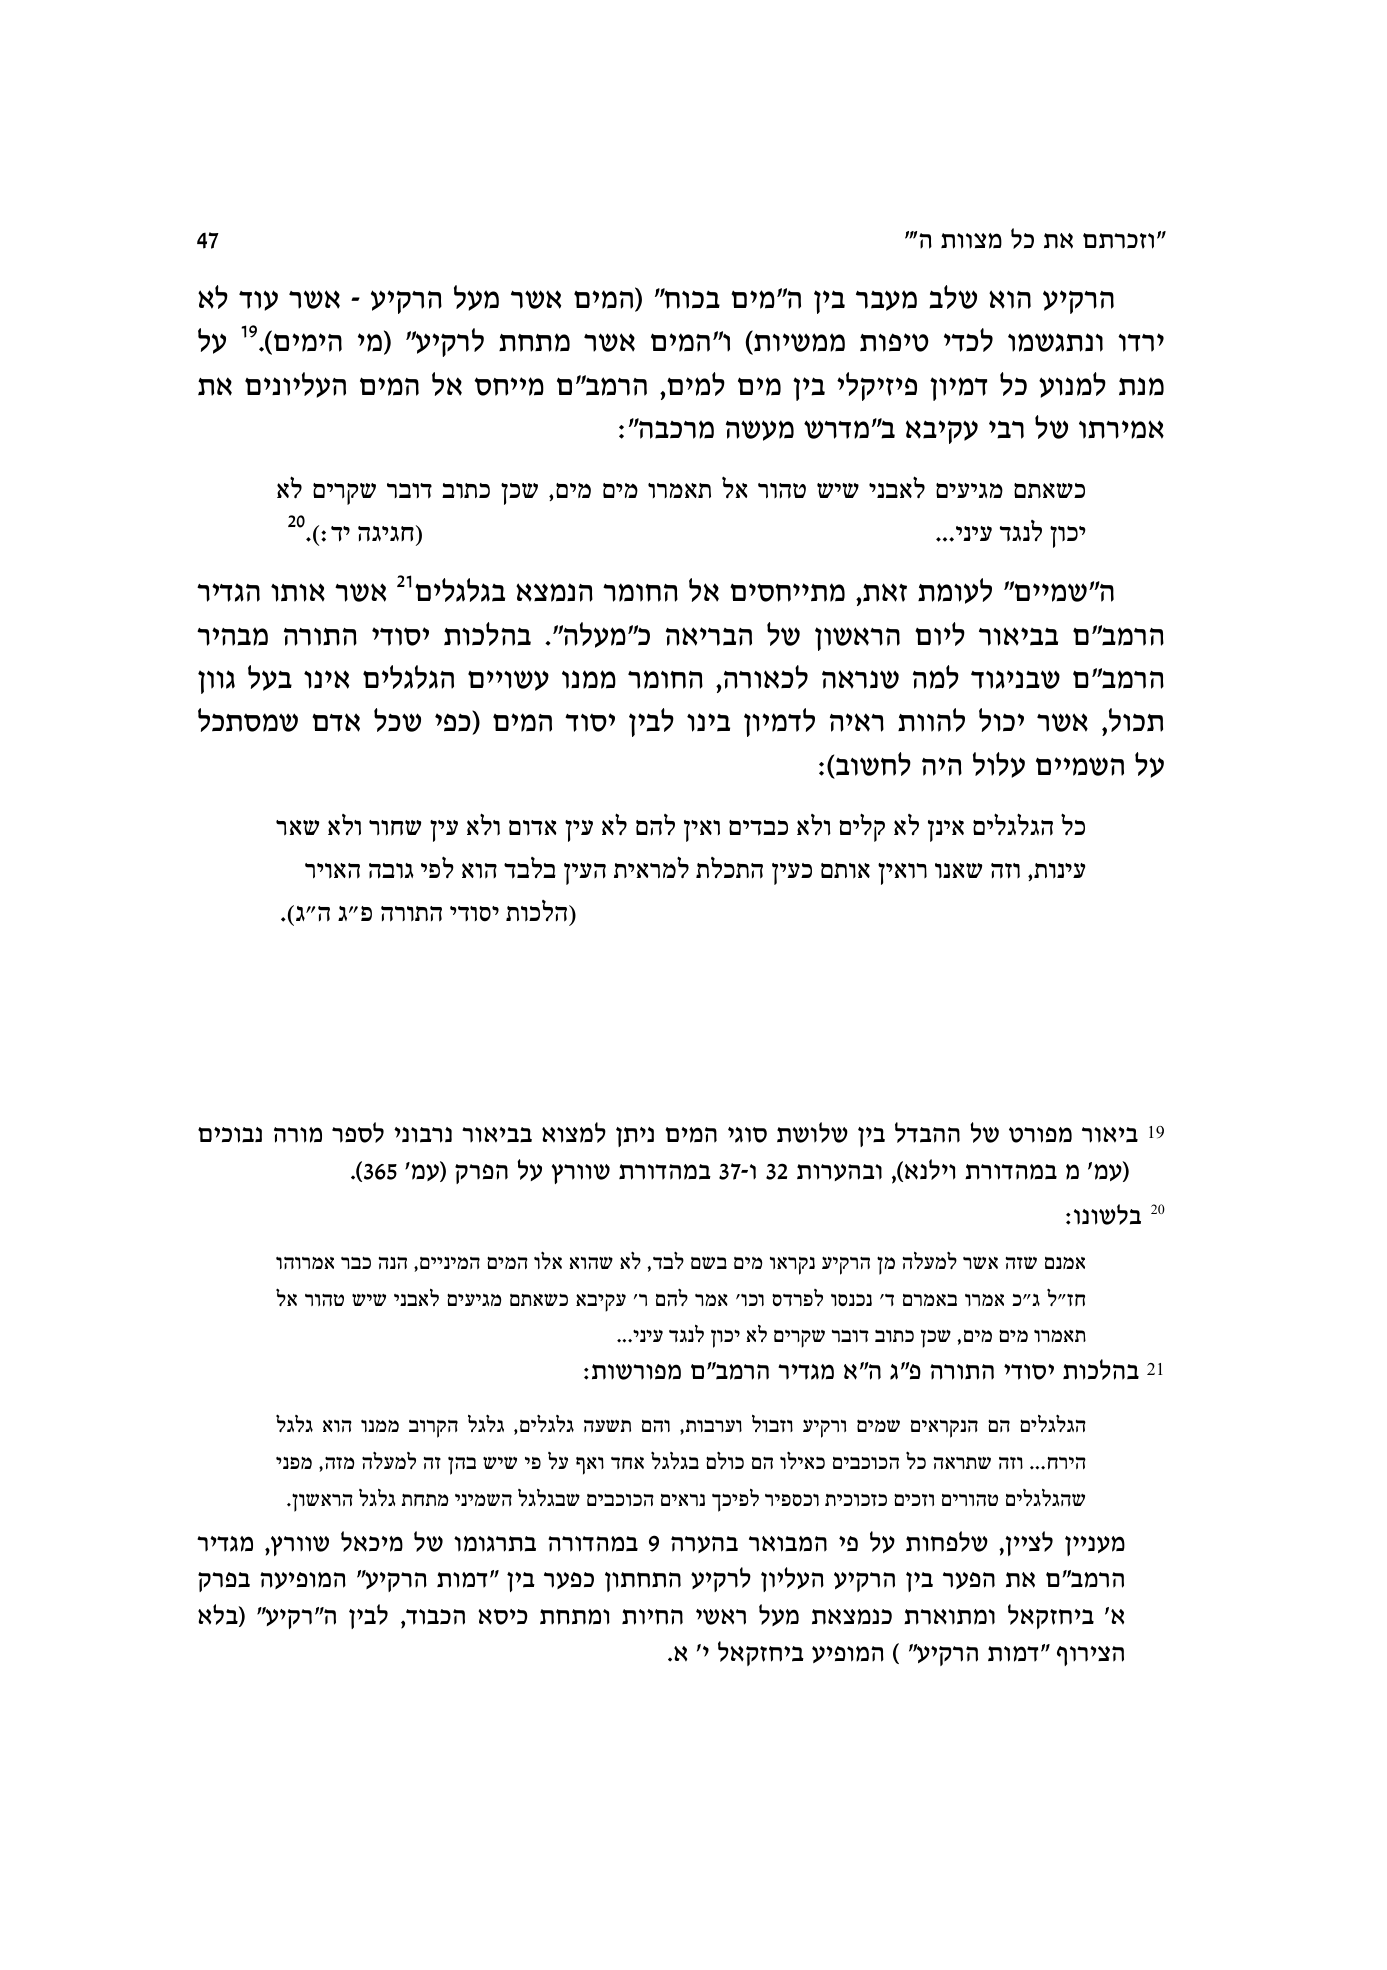 "וזכרתם את כל מצוות ה'" 47
הרקיע הוא שלב מעבר בין ה"מים בכוח" (המים אשר מעל הרקיע - אשר עוד לא
ירדו ונתגשמו לכדי טיפות ממשיות) ו"המים אשר מתחת לרקיע" (מי הימים).19 על
מנת למנוע כל דמיון פיזיקלי בין מים למים, הרמב"ם מייחס אל המים העליונים את
אמירתו של רבי עקיבא ב"מדרש מעשה מרכבה":
כשאתם מגיעים לאבני שיש טהור אל תאמרו מים מים, שכן כתוב דובר שקרים לא
יכון לנגד עיני... (חגיגה יד:).20
ה"שמיים" לעומת זאת, מתייחסים אל החומר הנמצא בגלגלים21 אשר אותו הגדיר
הרמב"ם בביאור ליום הראשון של הבריאה כ"מעלה". בהלכות יסודי התורה מבהיר
הרמב"ם שבניגוד למה שנראה לכאורה, החומר ממנו עשויים הגלגלים אינו בעל גוון
תכול, אשר יכול להוות ראיה לדמיון בינו לבין יסוד המים (כפי שכל אדם שמסתכל
על השמיים עלול היה לחשוב):
כל הגלגלים אינן לא קלים ולא כבדים ואין להם לא עין אדום ולא עין שחור ולא שאר
עינות, וזה שאנו רואין אותם כעין התכלת למראית העין בלבד הוא לפי גובה האויר
(הלכות יסודי התורה פ״ג ה״ג).
19 ביאור מפורט של ההבדל בין שלושת סוגי המים ניתן למצוא בביאור נרבוני לספר מורה נבוכים
(עמ' מ במהדורת וילנא), ובהערות 32 ו-37 במהדורת שוורץ על הפרק (עמ' 365).
20 בלשונו:
אמנם שזה אשר למעלה מן הרקיע נקראו מים בשם לבד, לא שהוא אלו המים המיניים, הנה כבר אמרוהו
חז״ל ג״כ אמרו באמרם ד׳ נכנסו לפרדס וכו׳ אמר להם ר׳ עקיבא כשאתם מגיעים לאבני שיש טהור אל
תאמרו מים מים, שכן כתוב דובר שקרים לא יכון לנגד עיני...
21 בהלכות יסודי התורה פ"ג ה"א מגדיר הרמב"ם מפורשות:
הגלגלים הם הנקראים שמים ורקיע וזבול וערבות, והם תשעה גלגלים, גלגל הקרוב ממנו הוא גלגל
הירח... וזה שתראה כל הכוכבים כאילו הם כולם בגלגל אחד ואף על פי שיש בהן זה למעלה מזה, מפני
שהגלגלים טהורים וזכים כזכוכית וכספיר לפיכך נראים הכוכבים שבגלגל השמיני מתחת גלגל הראשון.
מעניין לציין, שלפחות על פי המבואר בהערה 9 במהדורה בתרגומו של מיכאל שוורץ, מגדיר
הרמב"ם את הפער בין הרקיע העליון לרקיע התחתון כפער בין "דמות הרקיע" המופיעה בפרק
א' ביחזקאל ומתוארת כנמצאת מעל ראשי החיות ומתחת כיסא הכבוד, לבין ה"רקיע" (בלא
הצירוף "דמות הרקיע" ) המופיע ביחזקאל י' א.